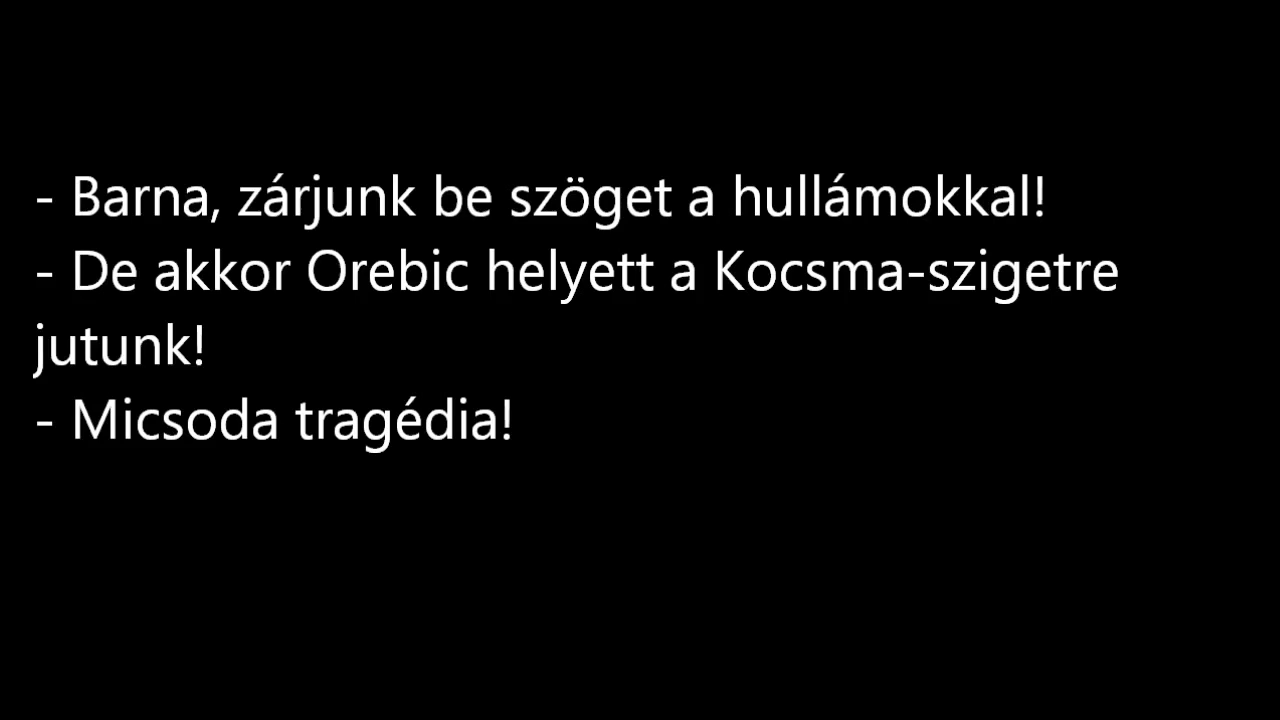 - Barna, zárjunk be szöget a hullámokkal!
- De akkor Orebic helyett a Kocsma-szigetre
jutunk!
- Micsoda tragédia!